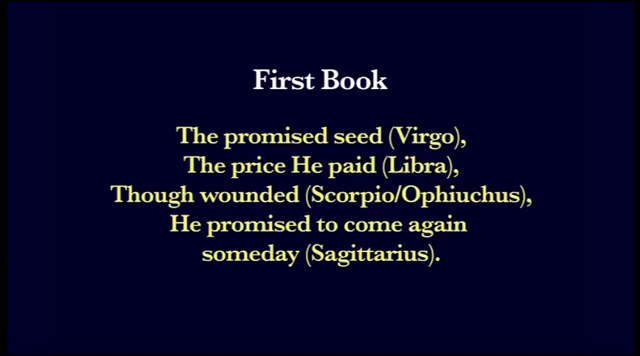 First Book
The promised seed (Virgo),
The price He paid (Libra),
Though wounded (Scorpio/Ophiuchus),
He promised to come again
someday (Sagittarius).